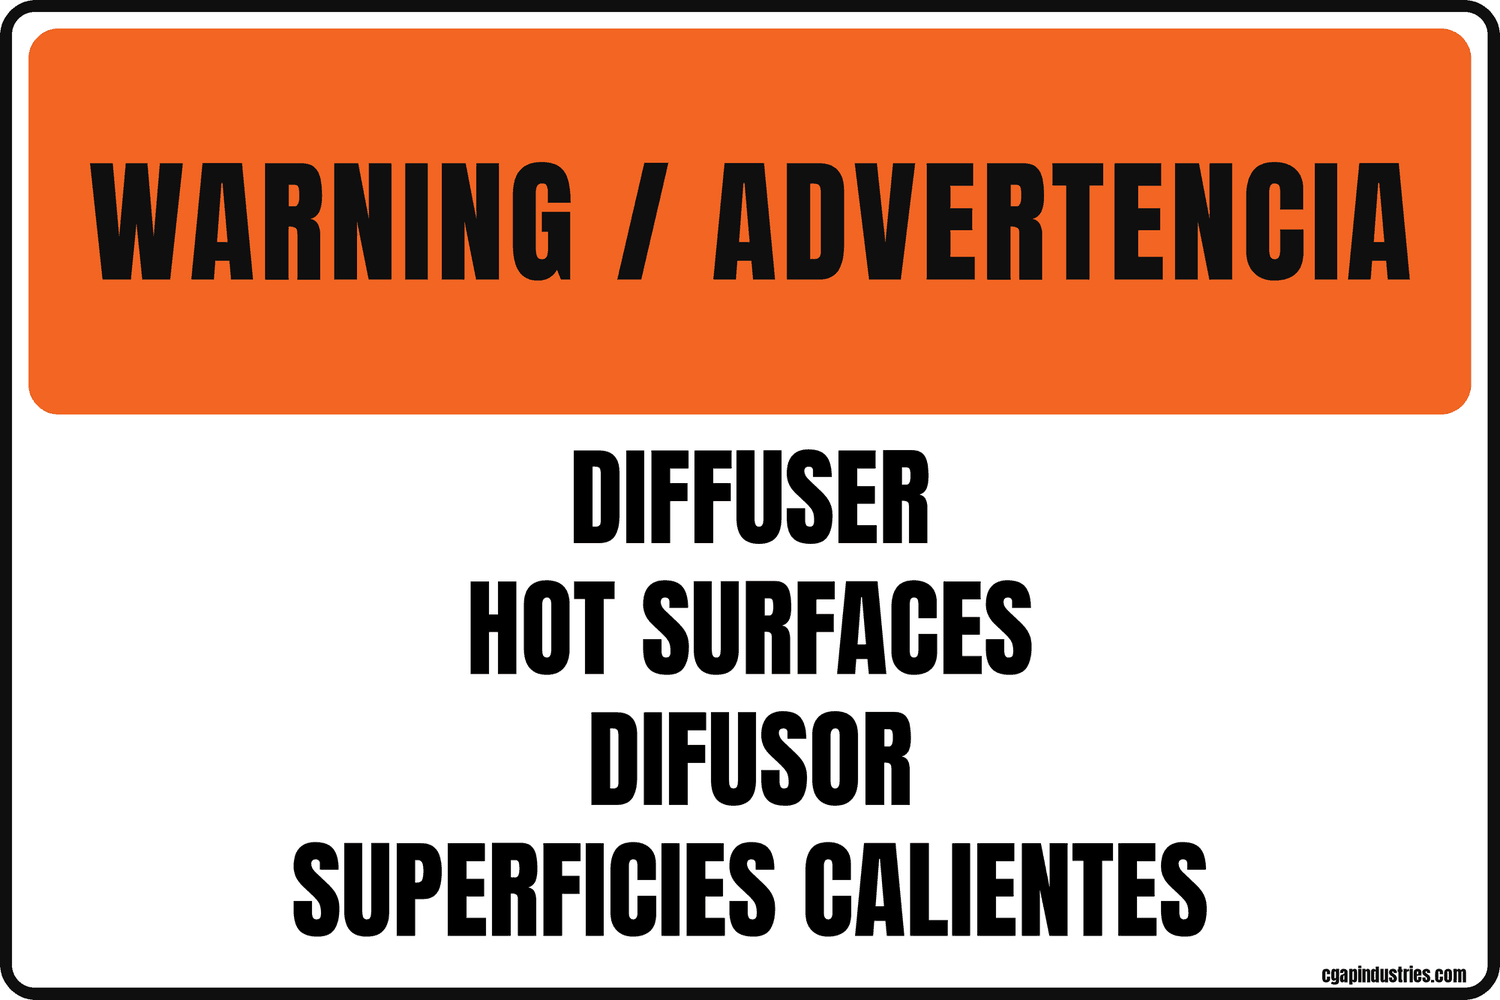 WARNING / ADVERTENCIA
DIFFUSER
HOT SURFACES
DIFUSOR
SUPERFICIES CALIENTES
cgapindustries.com